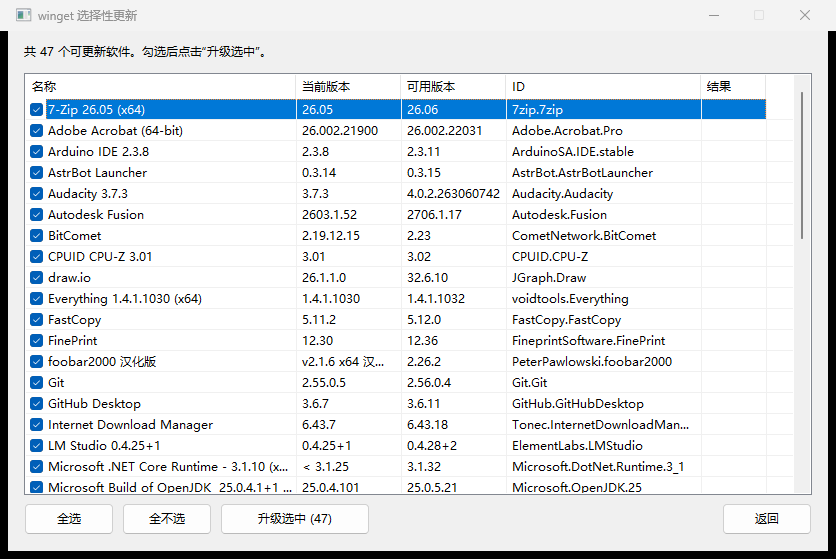 winget 选择性更新
共 47 个可更新软件。勾选后点击“升级选中”。
名称 当前版本 可用版本 ID 结果
7-Zip 26.05 (x64) 26.05 26.06 7zip.7zip
Adobe Acrobat (64-bit) 26.002.21900 26.002.22031 Adobe.Acrobat.Pro
Arduino IDE 2.3.8 2.3.8 2.3.11 ArduinoSA.IDE.stable
AstrBot Launcher 0.3.14 0.3.15 AstrBot.AstrBotLauncher
Audacity 3.7.3 3.7.3 4.0.2.263060742 Audacity.Audacity
Autodesk Fusion 2603.1.52 2706.1.17 Autodesk.Fusion
BitComet 2.19.12.15 2.23 CometNetwork.BitComet
CPUID CPU-Z 3.01 3.01 3.02 CPUID.CPU-Z
draw.io 26.1.1.0 32.6.10 JGraph.Draw
Everything 1.4.1.1030 (x64) 1.4.1.1030 1.4.1.1032 voidtools.Everything
FastCopy 5.11.2 5.12.0 FastCopy.FastCopy
FinePrint 12.30 12.36 FineprintSoftware.FinePrint
foobar2000 汉化版 v2.1.6 x64 汉... 2.26.2 PeterPawlowski.foobar2000
Git 2.55.0.5 2.56.0.4 Git.Git
GitHub Desktop 3.6.7 3.6.11 GitHub.GitHubDesktop
Internet Download Manager 6.43.7 6.43.18 Tonec.InternetDownloadMan...
LM Studio 0.4.25+1 0.4.25+1 0.4.28+2 ElementLabs.LMStudio
Microsoft .NET Core Runtime - 3.1.10 (x... < 3.1.25 3.1.32 Microsoft.DotNet.Runtime.3_1
Microsoft Build of OpenJDK 25.0.4.1+1 ... 25.0.4.101 25.0.5.21 Microsoft.OpenJDK.25
全选 全不选 升级选中 (47) 返回